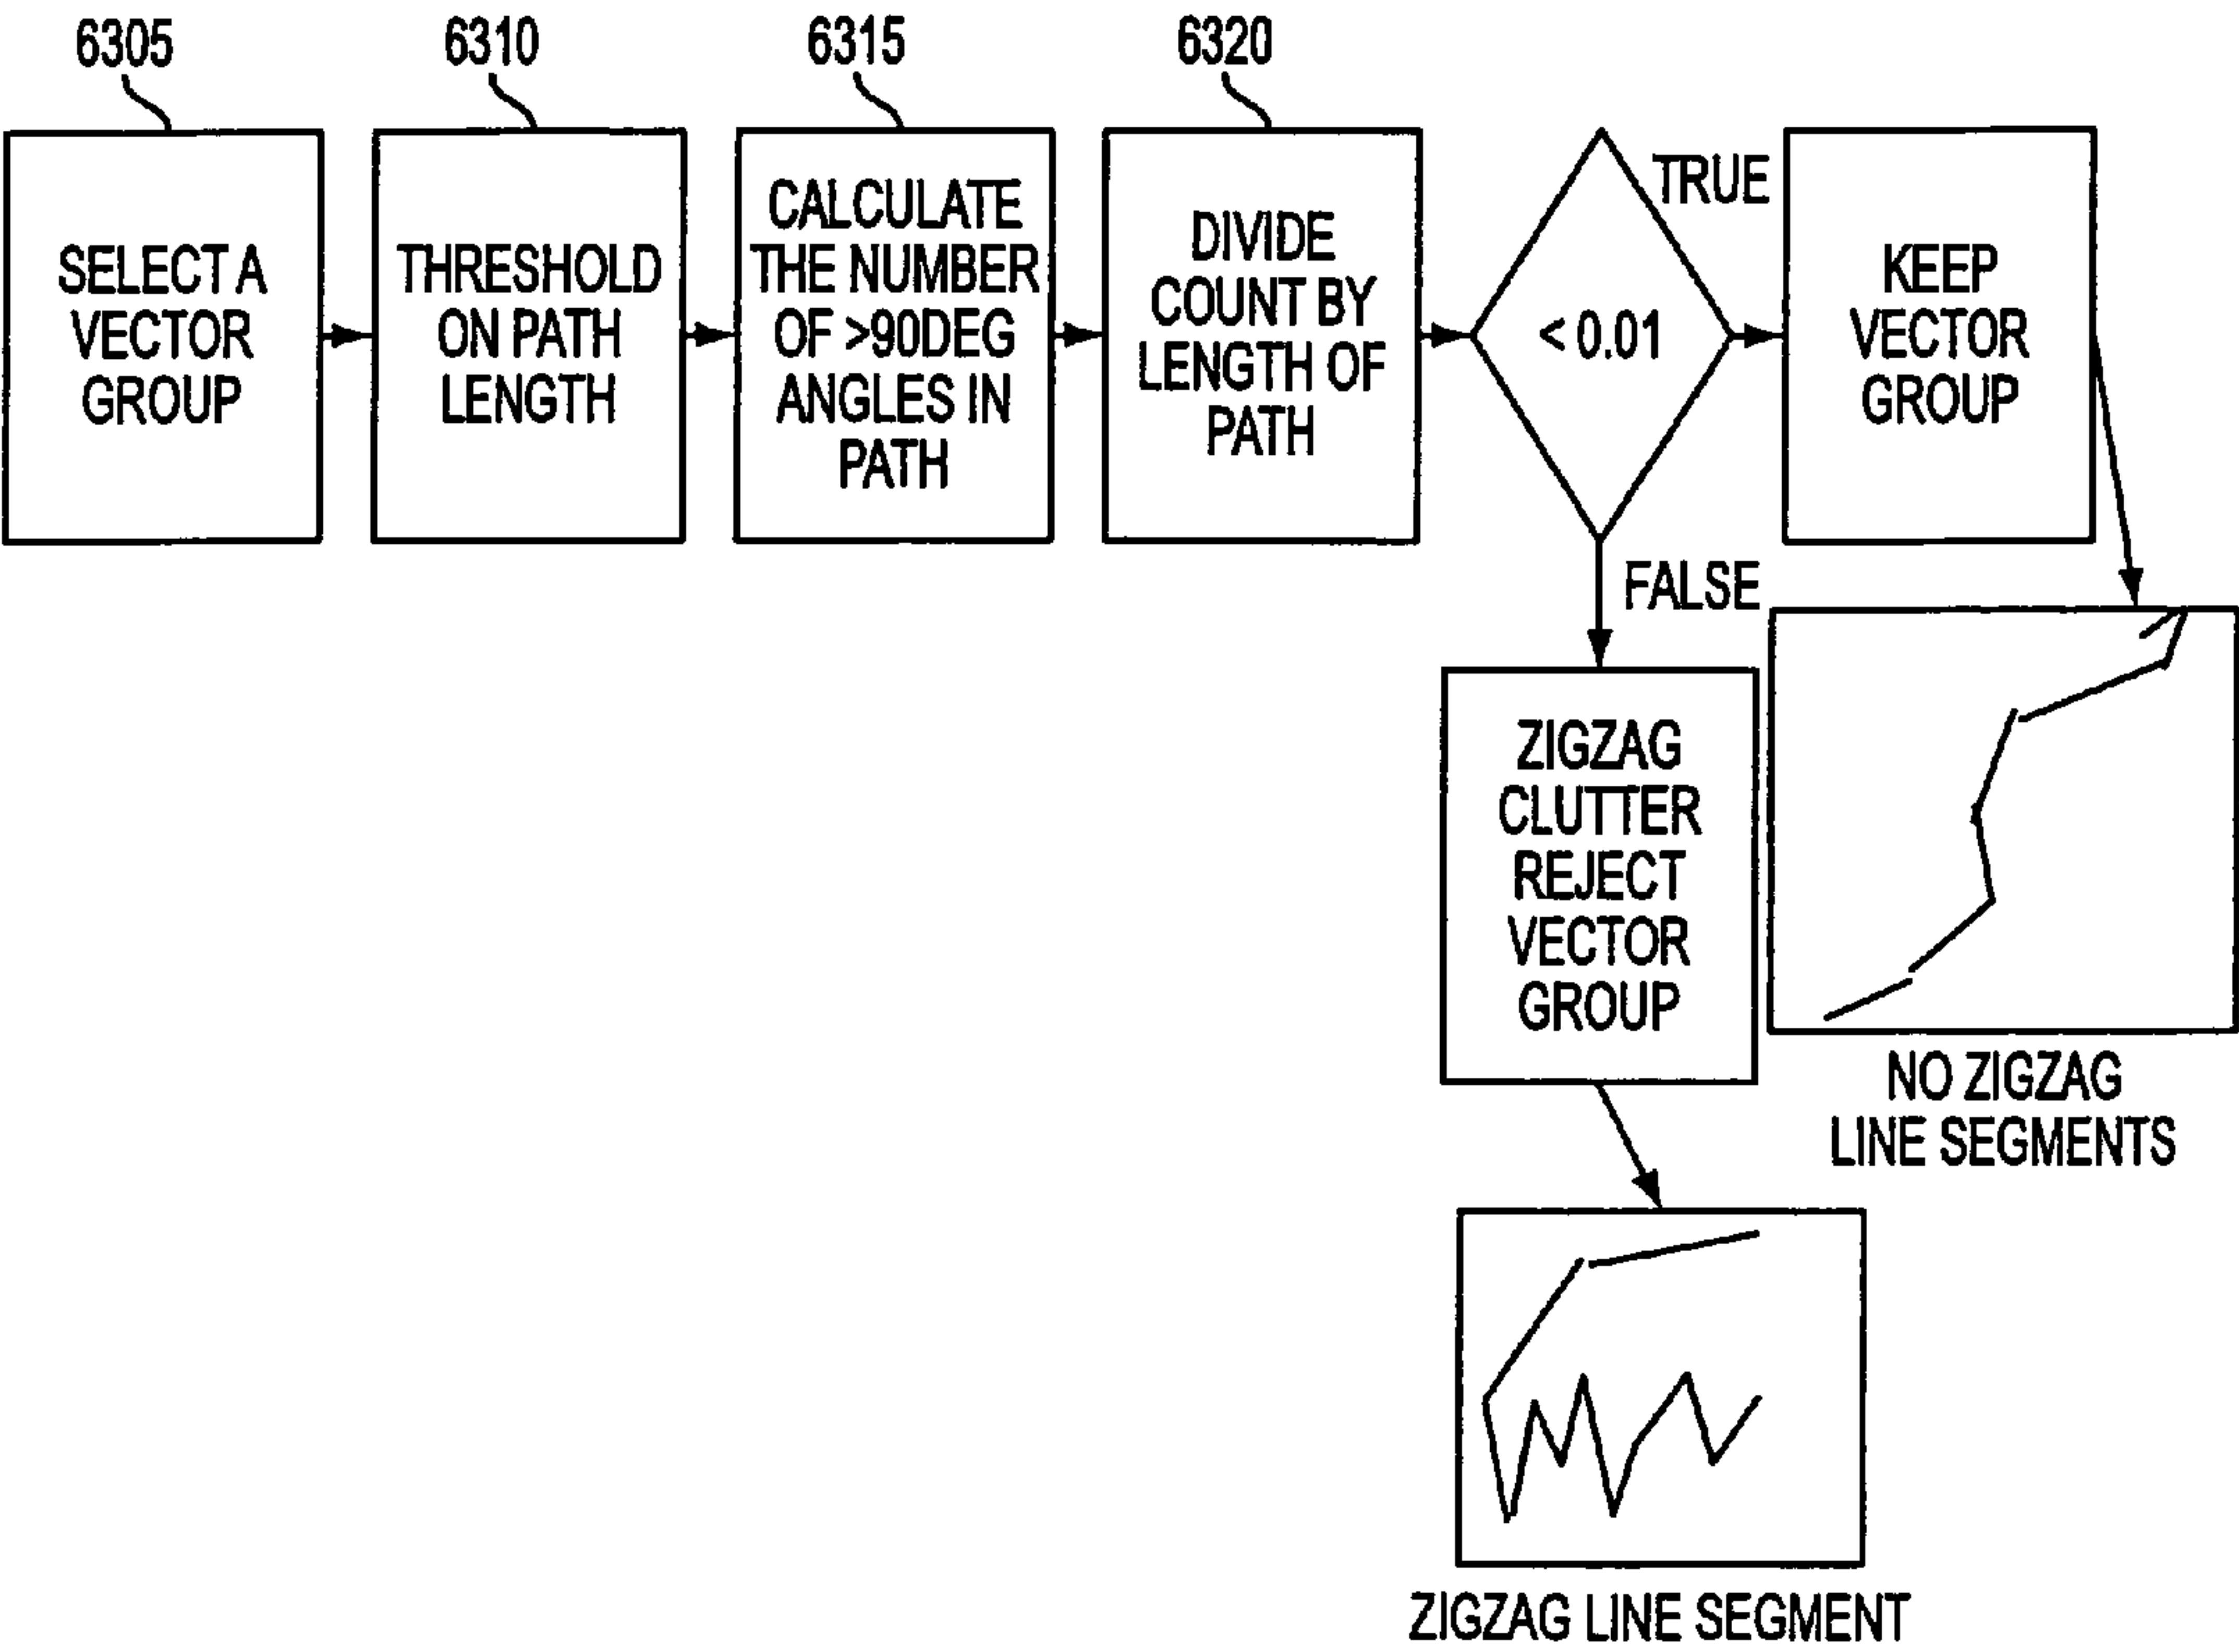 6305
6310
6315
6320
SELECT A
VECTOR
GROUP
THRESHOLD
ON PATH
LENGTH
CALCULATE
THE NUMBER
OF >90DEG
ANGLES IN
PATH
DIVIDE
COUNT BY
LENGTH OF
PATH
< 0.01
TRUE
KEEP
VECTOR
GROUP
FALSE
ZIGZAG
CLUTTER
REJECT
VECTOR
GROUP
NO ZIGZAG
LINE SEGMENTS
ZIGZAG LINE SEGMENT